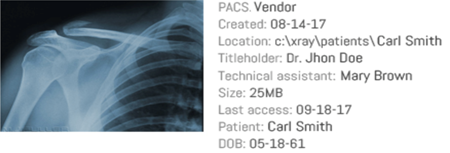 PACS. Vendor
Created: 08-14-17
Location: c:\xray\patients\Carl Smith
Titleholder: Dr. Jhon Doe
Technical assistant: Mary Brown
Size: 25MB
Last access: 09-18-17
Patient: Carl Smith
DOB: 05-18-61